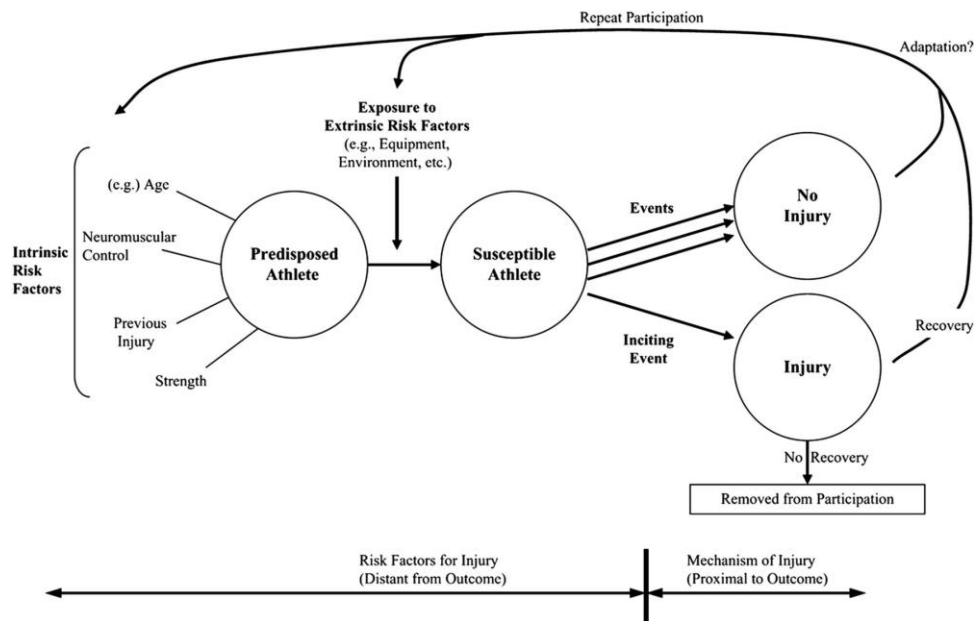 Repeat Participation
Adaptation?
Exposure to
Extrinsic Risk Factors
(e.g., Equipment,
Environment, etc.)
(e.g.) Age
Neuromuscular
Control
Intrinsic
Risk
Factors
Previous
Injury
Strength
Predisposed
Athlete
Susceptible
Athlete
Events
Inciting
Event
No
Injury
Injury
Recovery
No Recovery
Removed from Participation
Risk Factors for Injury
(Distant from Outcome)
Mechanism of Injury
(Proximal to Outcome)